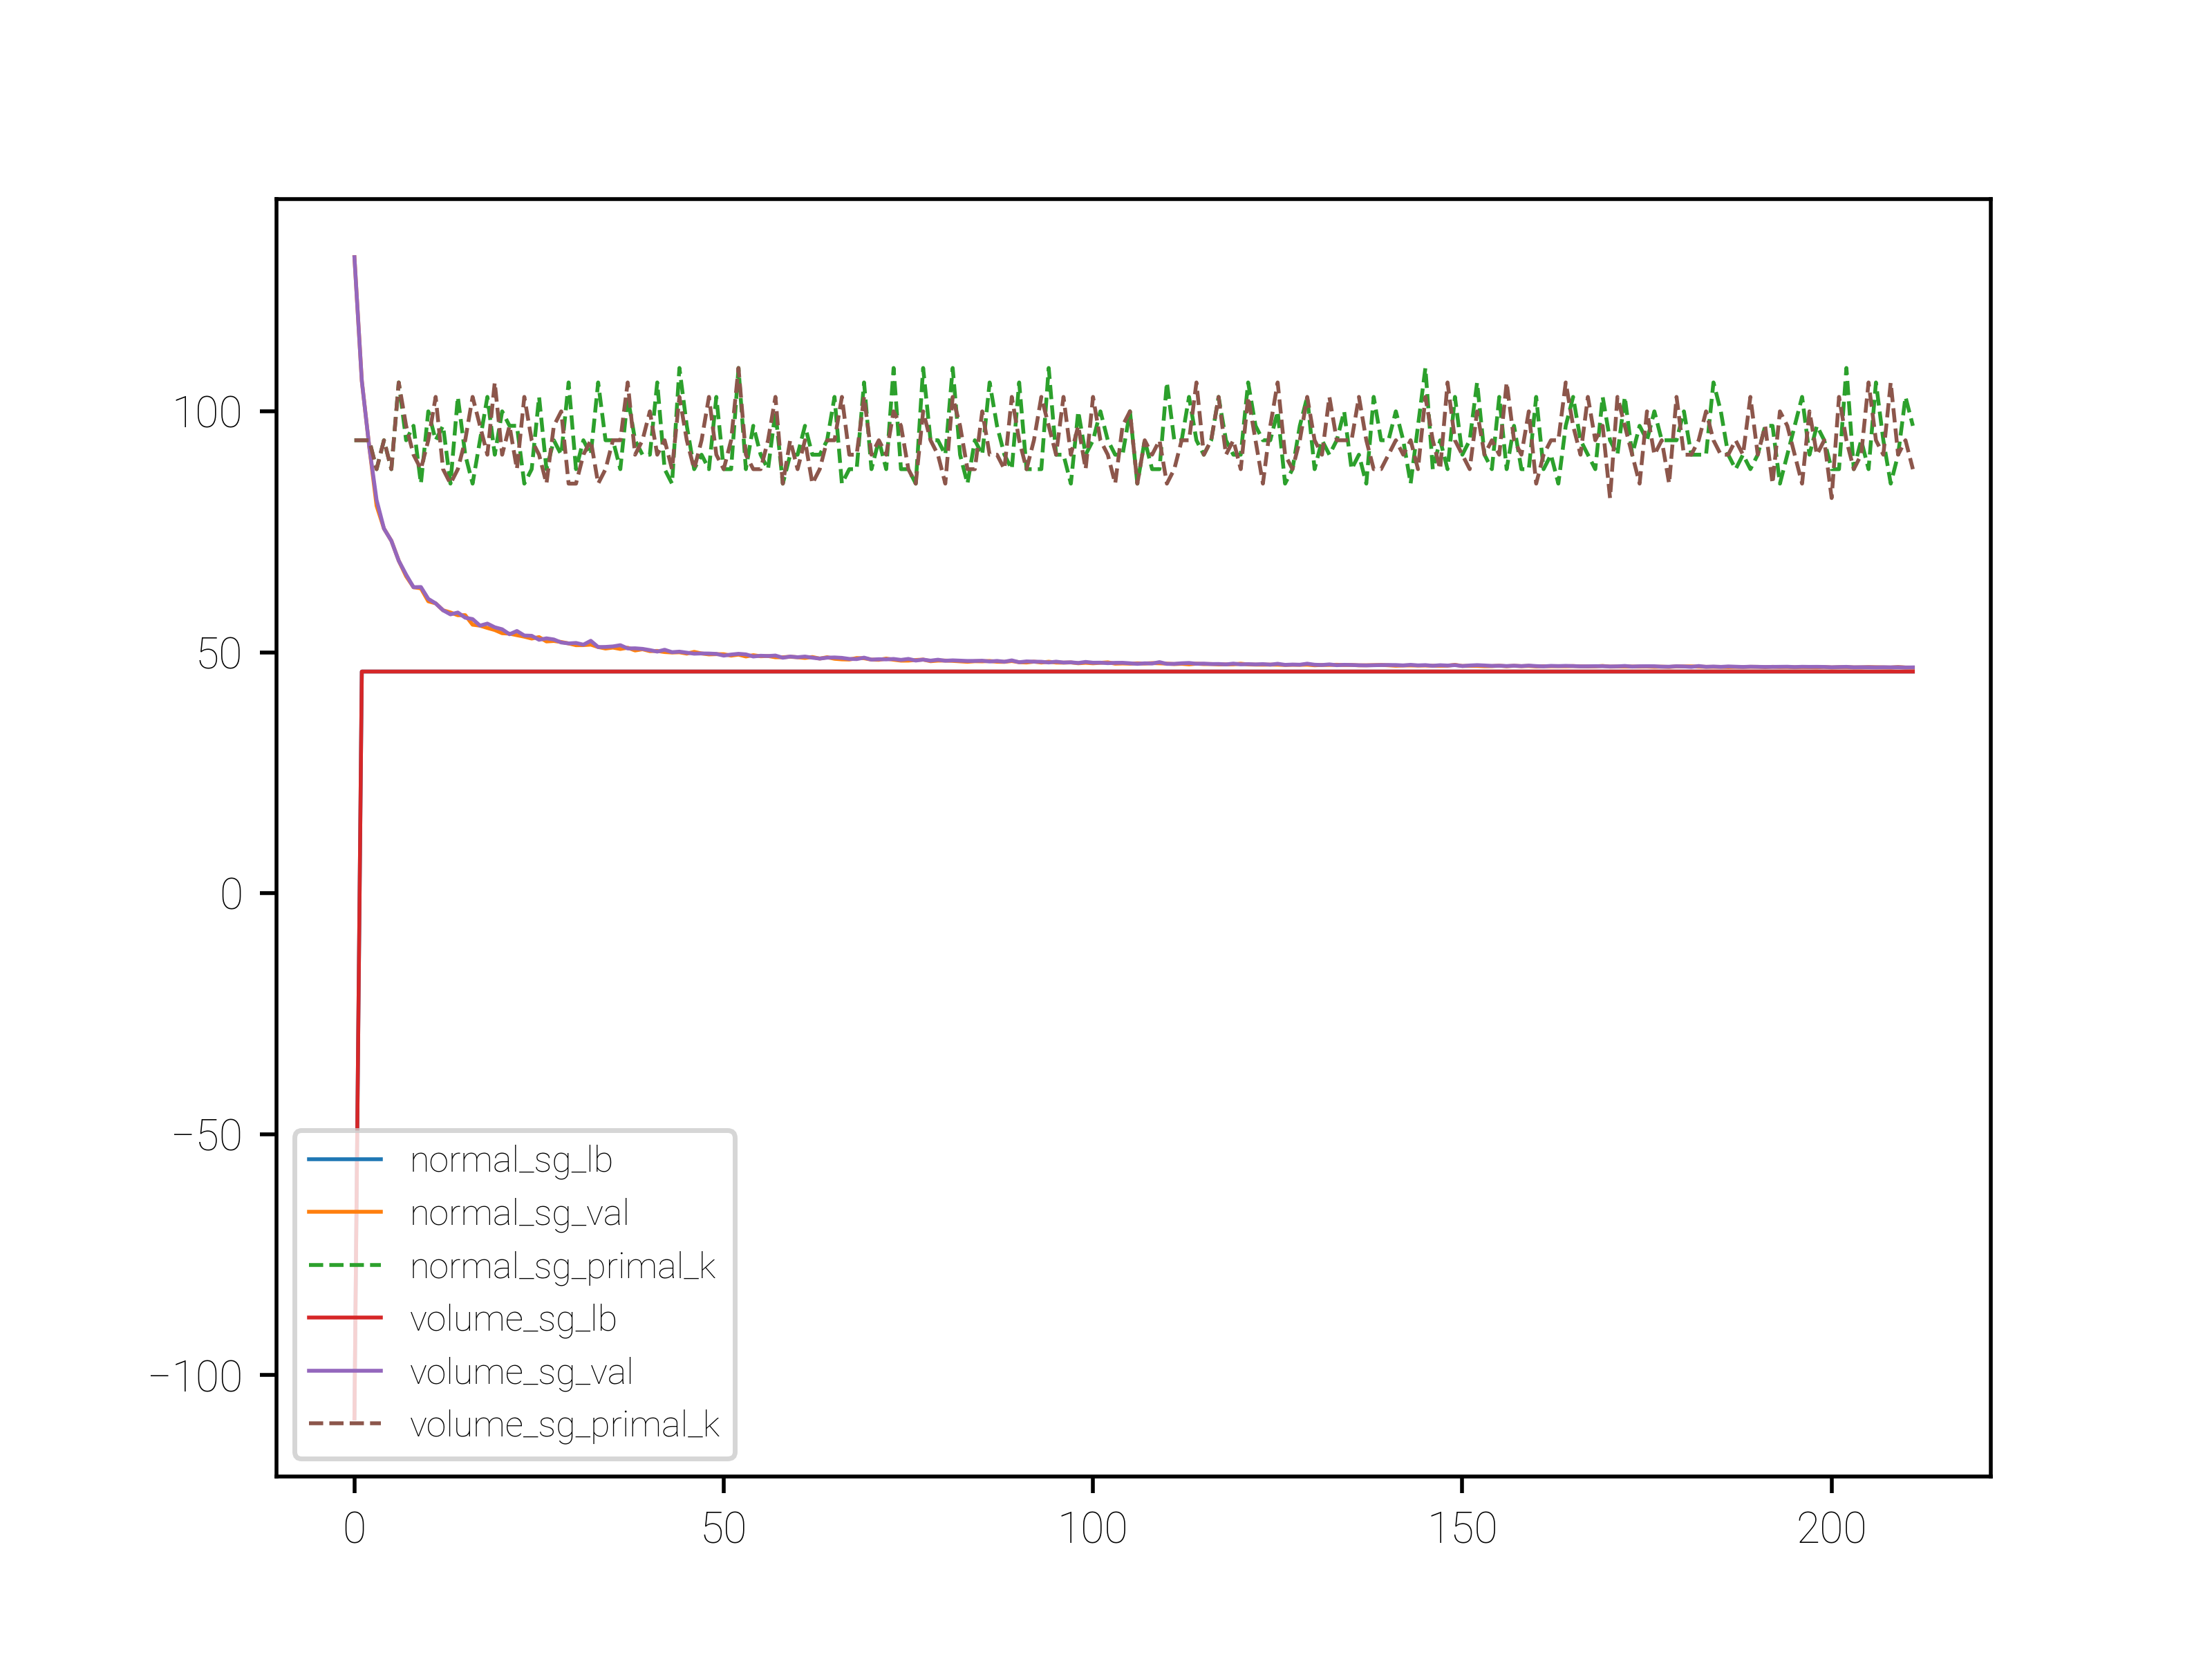 100
50
0
−50
−100
normal_sg_lb
normal_sg_val
normal_sg_primal_k
volume_sg_lb
volume_sg_val
volume_sg_primal_k
0 50 100 150 200